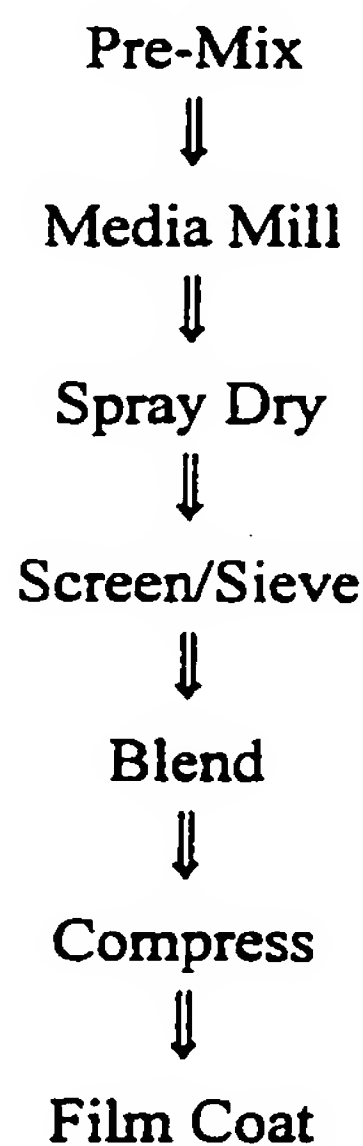 Pre-Mix
⇓
Media Mill
⇓
Spray Dry
⇓
Screen/Sieve
⇓
Blend
⇓
Compress
⇓
Film Coat